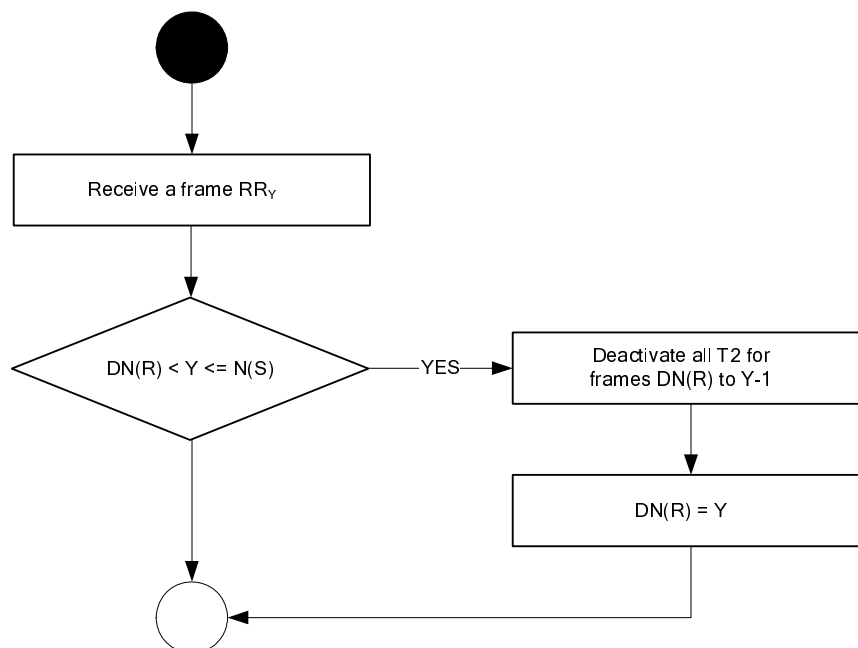 Receive a frame RRY
DN(R) < Y <= N(S)
YES
Deactivate all T2 for
frames DN(R) to Y-1
DN(R) = Y